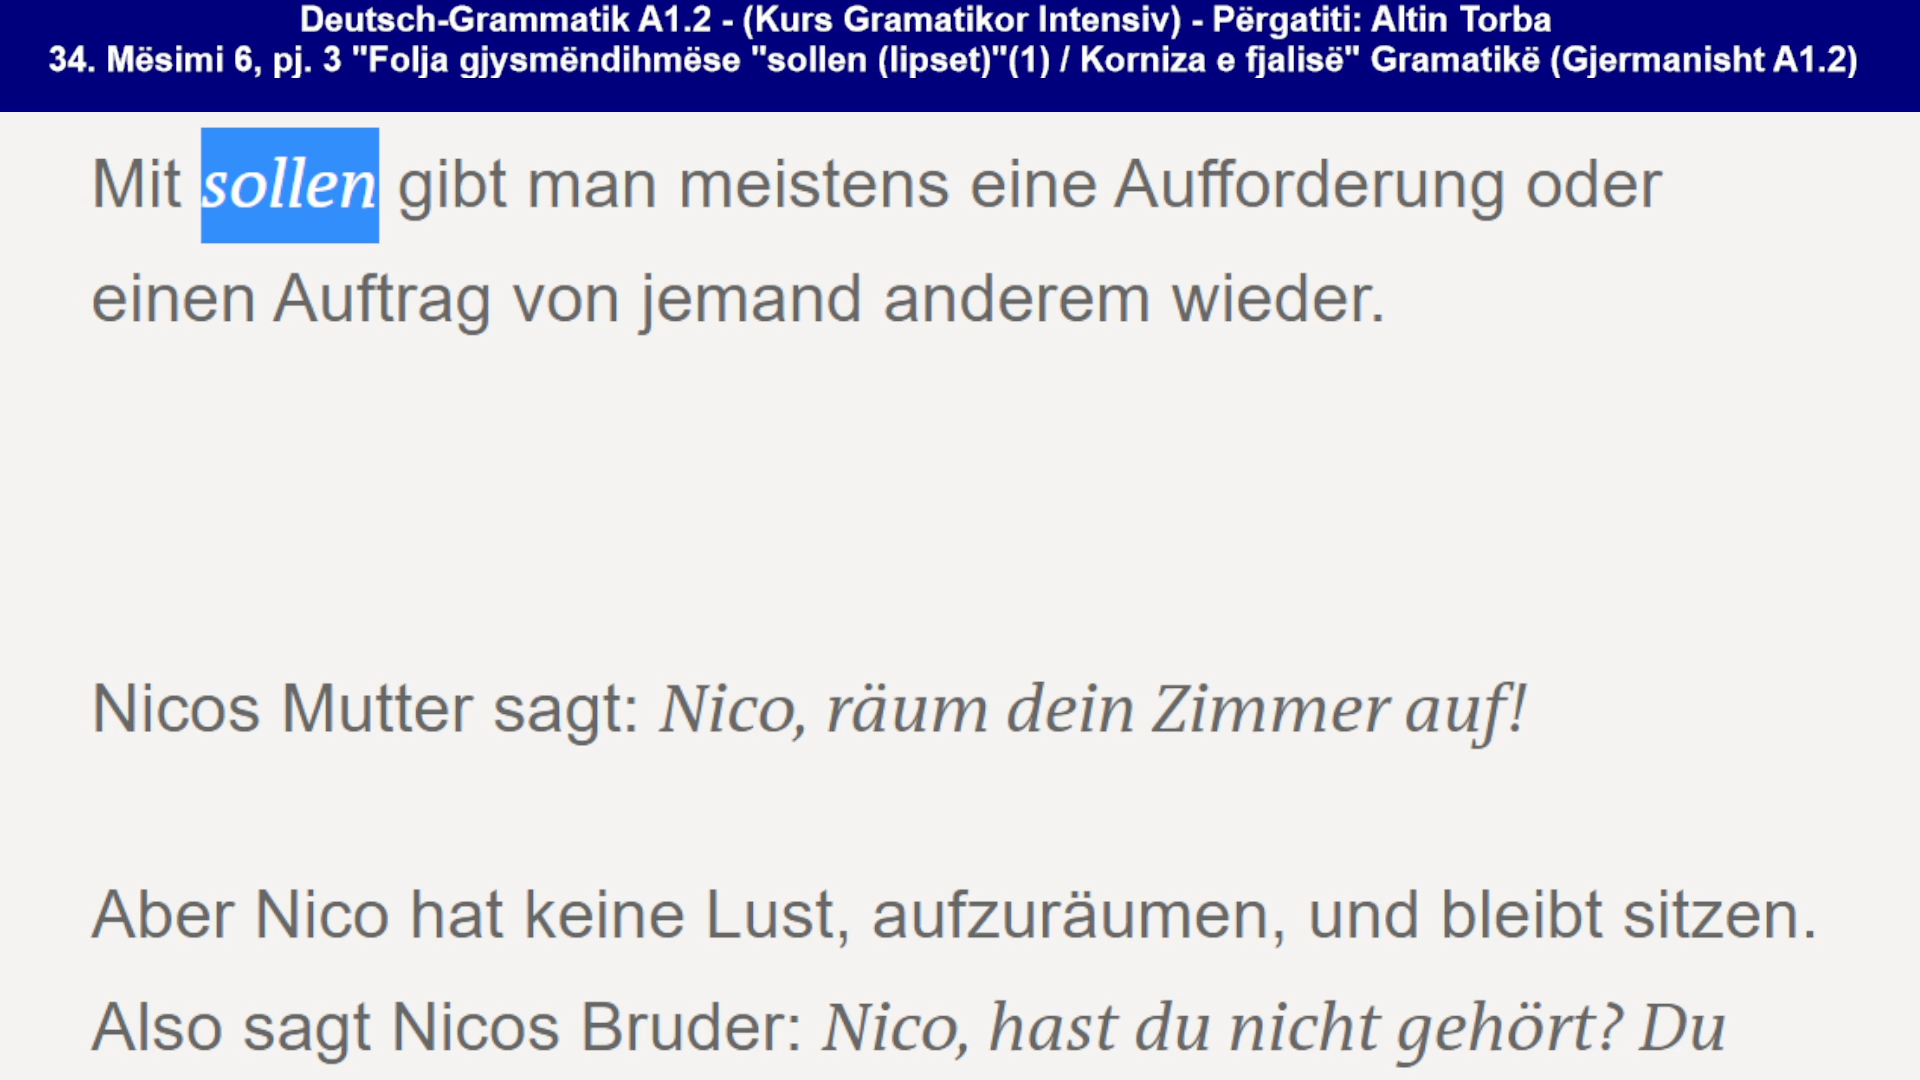 Deutsch-Grammatik A1.2 - (Kurs Gramatikor Intensiv) - Përgatiti: Altin Torba
34. Mësimi 6, pj. 3 "Folja gjysmëndihmëse "sollen (lipset)"(1) / Korniza e fjalisë" Gramatikë (Gjermanisht A1.2)
Mit sollen gibt man meistens eine Aufforderung oder
einen Auftrag von jemand anderem wieder.
Nicos Mutter sagt: Nico, räum dein Zimmer auf!
Aber Nico hat keine Lust, aufzuräumen, und bleibt sitzen.
Also sagt Nicos Bruder: Nico, hast du nicht gehört? Du